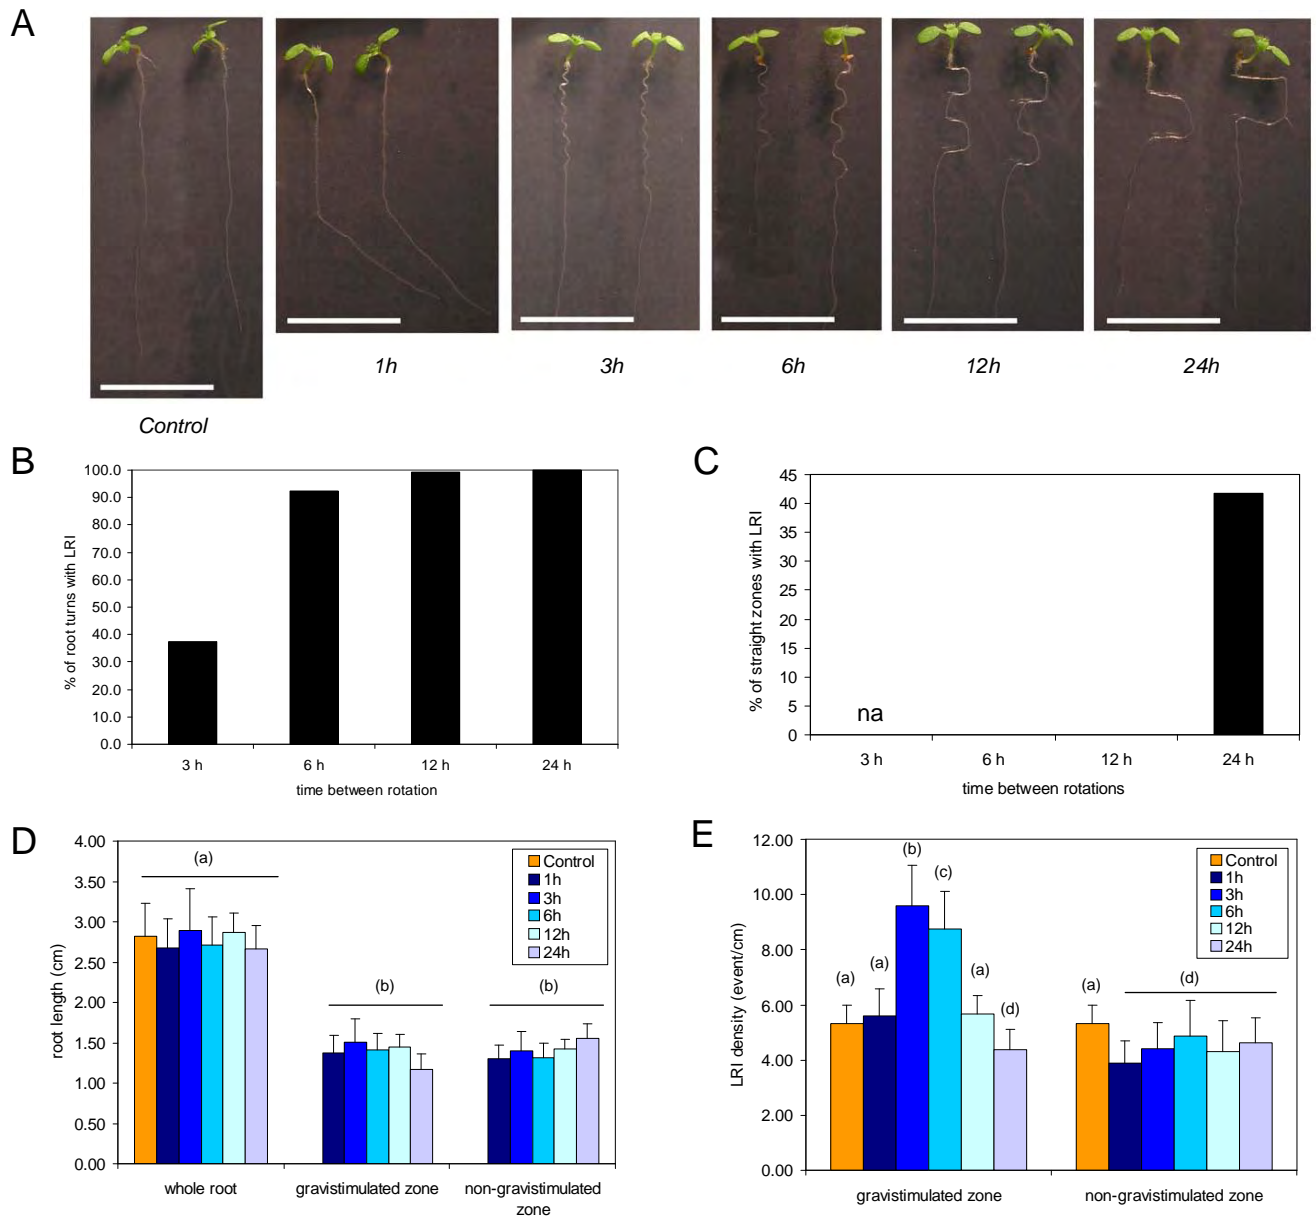 A
Control
1h
3h
6h
12h
24h
B
% of root turns with LRI
100.0
90.0
80.0
70.0
60.0
50.0
40.0
30.0
20.0
10.0
0.0
3 h
6 h
12 h
24 h
time between rotation
C
% of straight zones with LRI
45
40
35
30
25
20
15
10
5
0
na
3 h
6 h
12 h
24 h
time between rotations
D
root length (cm)
4.00
3.50
3.00
2.50
2.00
1.50
1.00
0.50
0.00
(a)
(b)
(b)
Control
1h
3h
6h
12h
24h
whole root
gravistimulated zone
non-gravistimulated
zone
E
LRI density (event/cm)
12.00
10.00
8.00
6.00
4.00
2.00
0.00
(a)
(a)
(b)
(c)
(a)
(d)
(a)
(d)
Control
1h
3h
6h
12h
24h
gravistimulated zone
non-gravistimulated zone